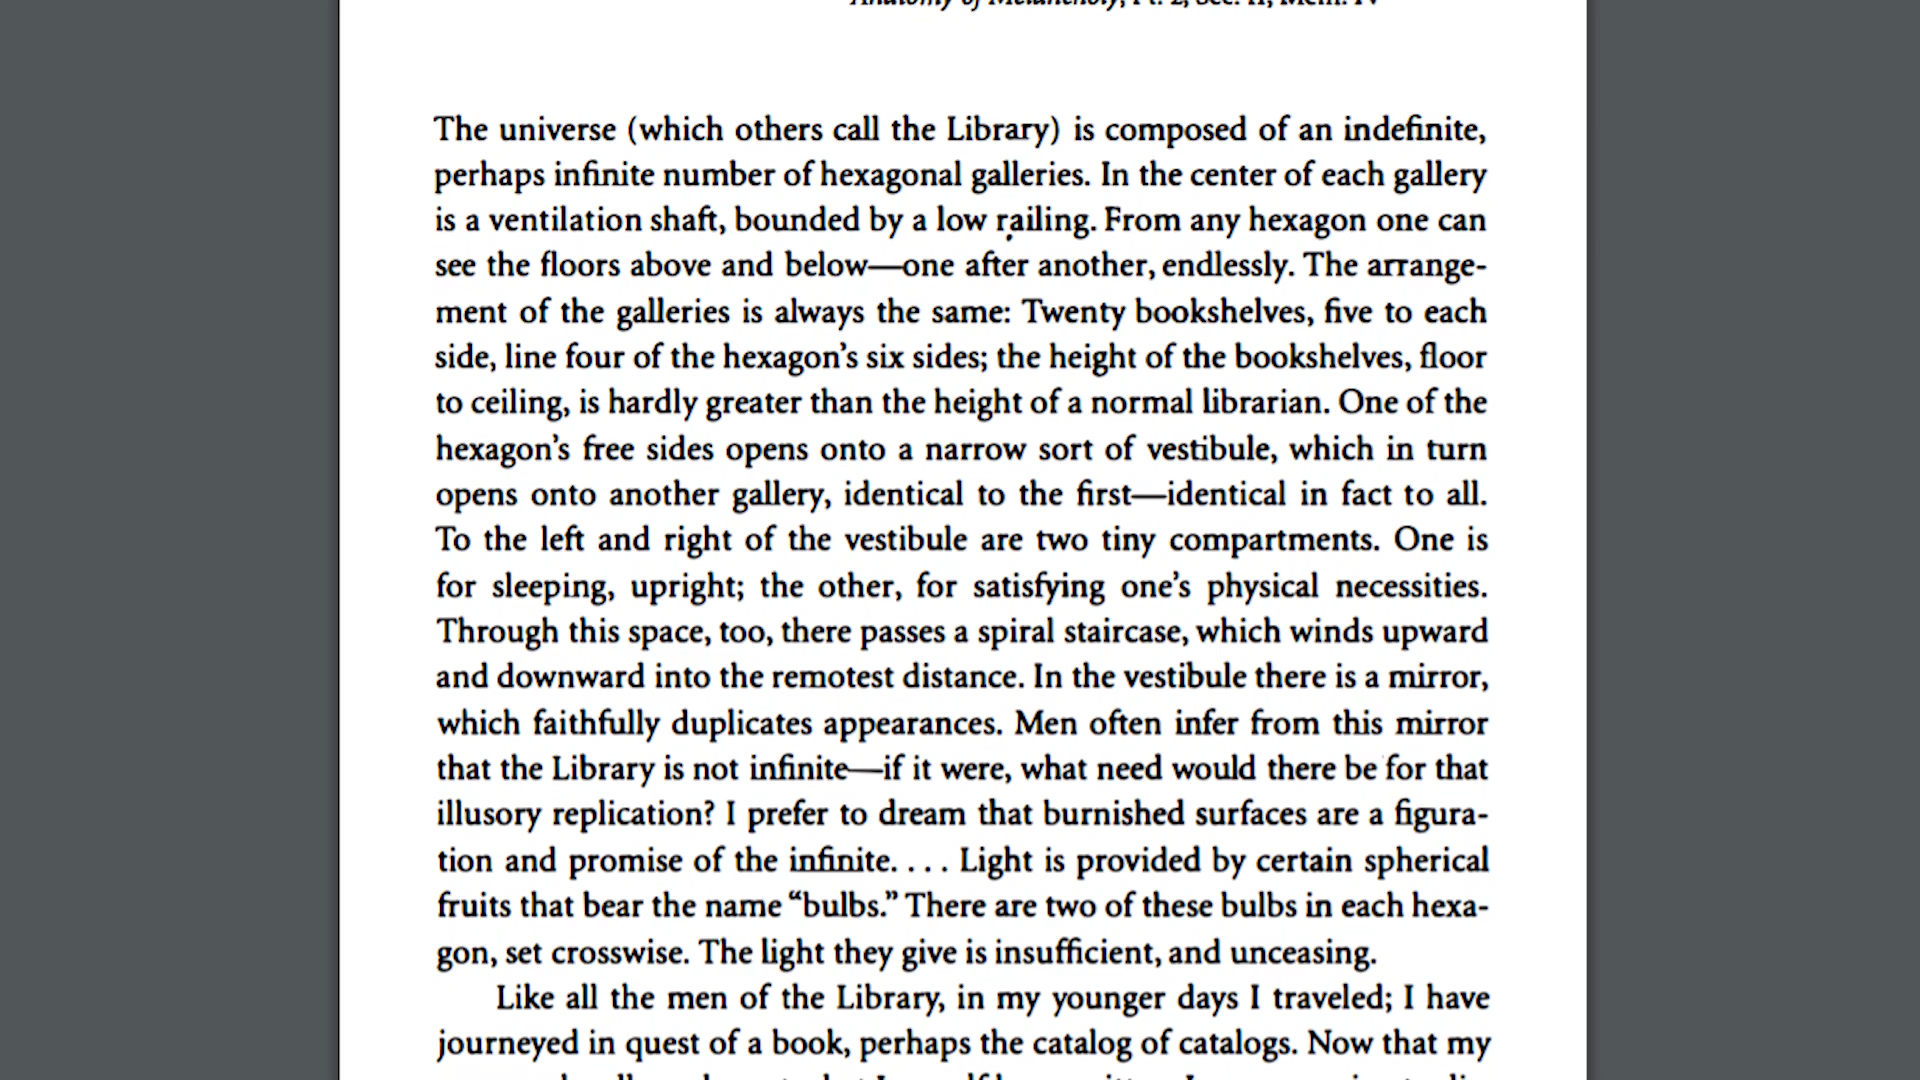 Anatomy of Melancholy, Pt. 2, Sec. II, Mem. IV
The universe (which others call the Library) is composed of an indefinite,
perhaps infinite number of hexagonal galleries. In the center of each gallery
is a ventilation shaft, bounded by a low railing. From any hexagon one can
see the floors above and below—one after another, endlessly. The arrange-
ment of the galleries is always the same: Twenty bookshelves, five to each
side, line four of the hexagon's six sides; the height of the bookshelves, floor
to ceiling, is hardly greater than the height of a normal librarian. One of the
hexagon's free sides opens onto a narrow sort of vestibule, which in turn
opens onto another gallery, identical to the first—identical in fact to all.
To the left and right of the vestibule are two tiny compartments. One is
for sleeping, upright; the other, for satisfying one's physical necessities.
Through this space, too, there passes a spiral staircase, which winds upward
and downward into the remotest distance. In the vestibule there is a mirror,
which faithfully duplicates appearances. Men often infer from this mirror
that the Library is not infinite—if it were, what need would there be for that
illusory replication? I prefer to dream that burnished surfaces are a figura-
tion and promise of the infinite. . . . Light is provided by certain spherical
fruits that bear the name “bulbs.” There are two of these bulbs in each hexa-
gon, set crosswise. The light they give is insufficient, and unceasing.
Like all the men of the Library, in my younger days I traveled; I have
journeyed in quest of a book, perhaps the catalog of catalogs. Now that my